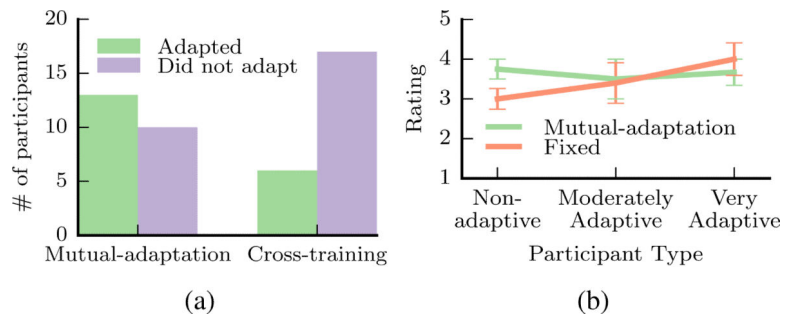 20
15
10
5
0
# of participants
Adapted
Did not adapt
Mutual-adaptation Cross-training
(a)
5
4
3
2
1
Rating
Mutual-adaptation
Fixed
Non-
adaptive
Moderately
Adaptive
Very
Adaptive
Participant Type
(b)